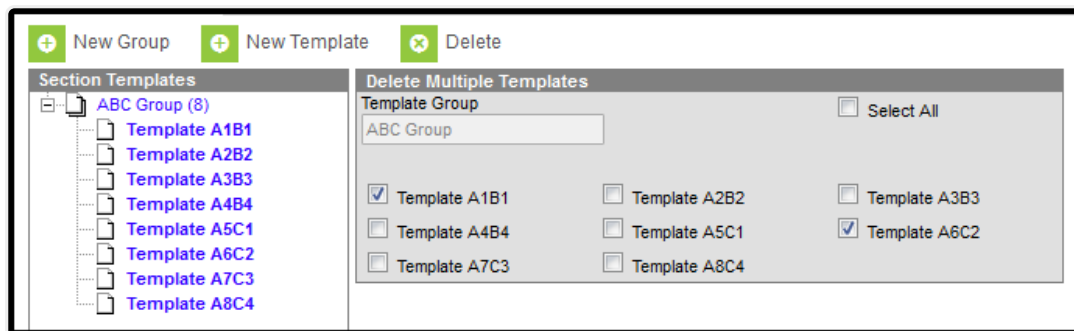 New Group New Template Delete
Section Templates
ABC Group (8)
Template A1B1
Template A2B2
Template A3B3
Template A4B4
Template A5C1
Template A6C2
Template A7C3
Template A8C4
Delete Multiple Templates
Template Group
ABC Group
Select All
Template A1B1 Template A2B2 Template A3B3
Template A4B4 Template A5C1 Template A6C2
Template A7C3 Template A8C4